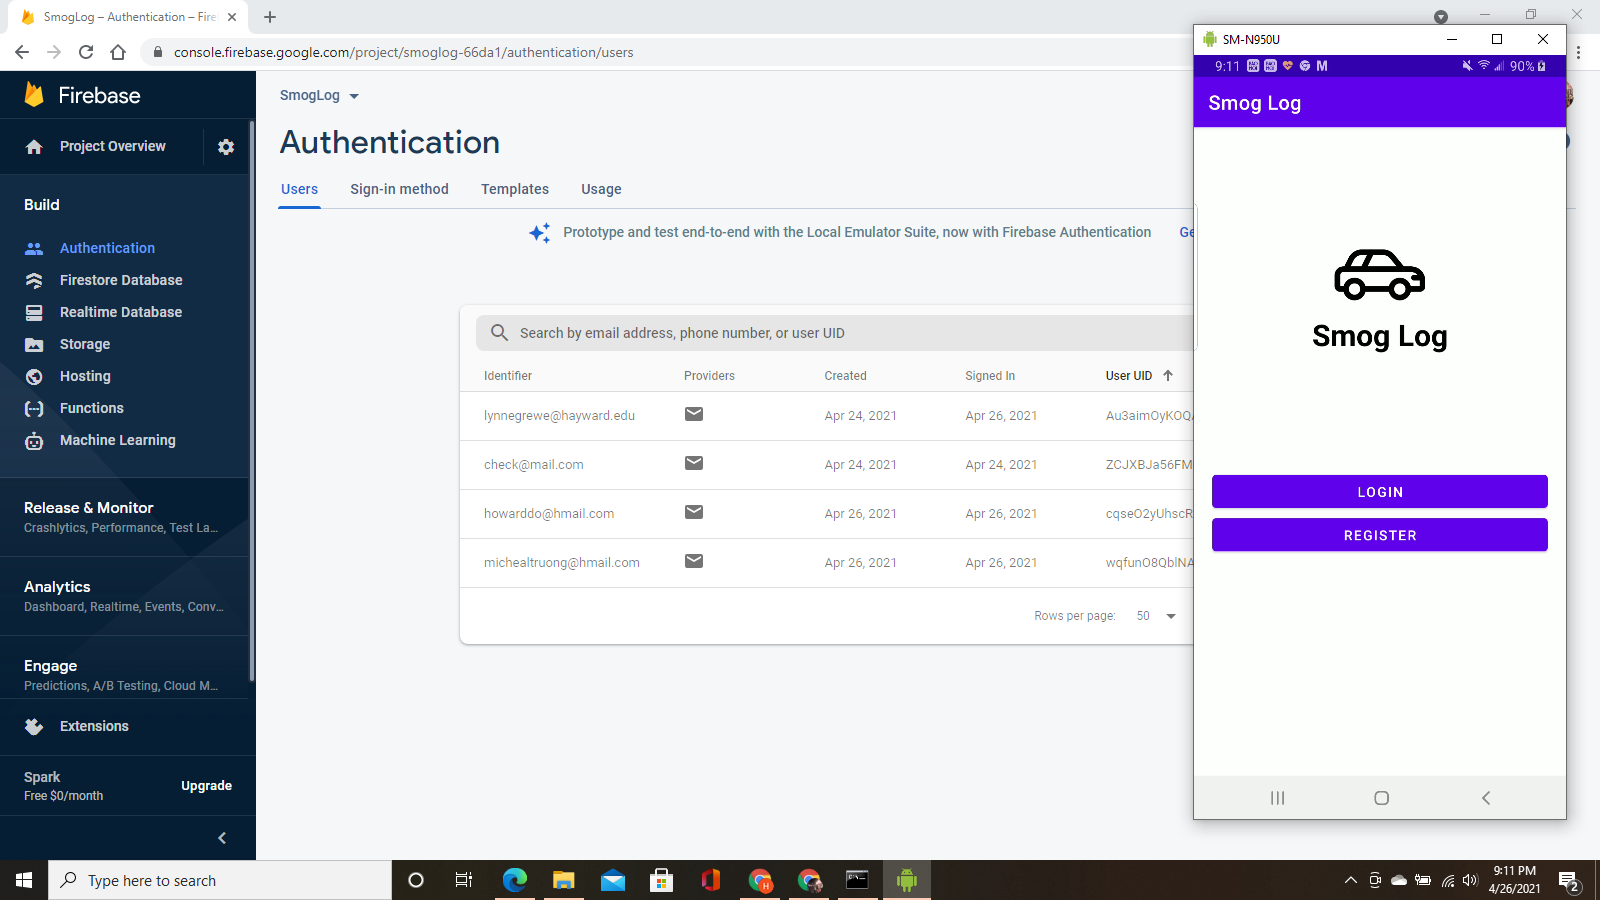 SmogLog – Authentication – Fire
console.firebase.google.com/project/smoglog-66da1/authentication/users
Firebase
Project Overview
Build
Authentication
Firestore Database
Realtime Database
Storage
Hosting
Functions
Machine Learning
Release & Monitor
Crashlytics, Performance, Test La...
Analytics
Dashboard, Realtime, Events, Conv...
Engage
Predictions, A/B Testing, Cloud M...
Extensions
Spark
Free $0/month
Upgrade
SmogLog
Authentication
Users Sign-in method Templates Usage
Prototype and test end-to-end with the Local Emulator Suite, now with Firebase Authentication Ge
Search by email address, phone number, or user UID
Identifier Providers Created Signed In User UID
lynnegrewe@hayward.edu Apr 24, 2021 Apr 26, 2021 Au3aimOyKOQ
check@mail.com Apr 24, 2021 Apr 24, 2021 ZCJXBJa56FM
howarddo@hmail.com Apr 26, 2021 Apr 26, 2021 cqseO2yUhscR
michealtruong@hmail.com Apr 26, 2021 Apr 26, 2021 wqfunO8QblNA
Rows per page: 50
SM-N950U
9:11 90%
Smog Log
Smog Log
LOGIN
REGISTER
Type here to search
9:11 PM
4/26/2021
2